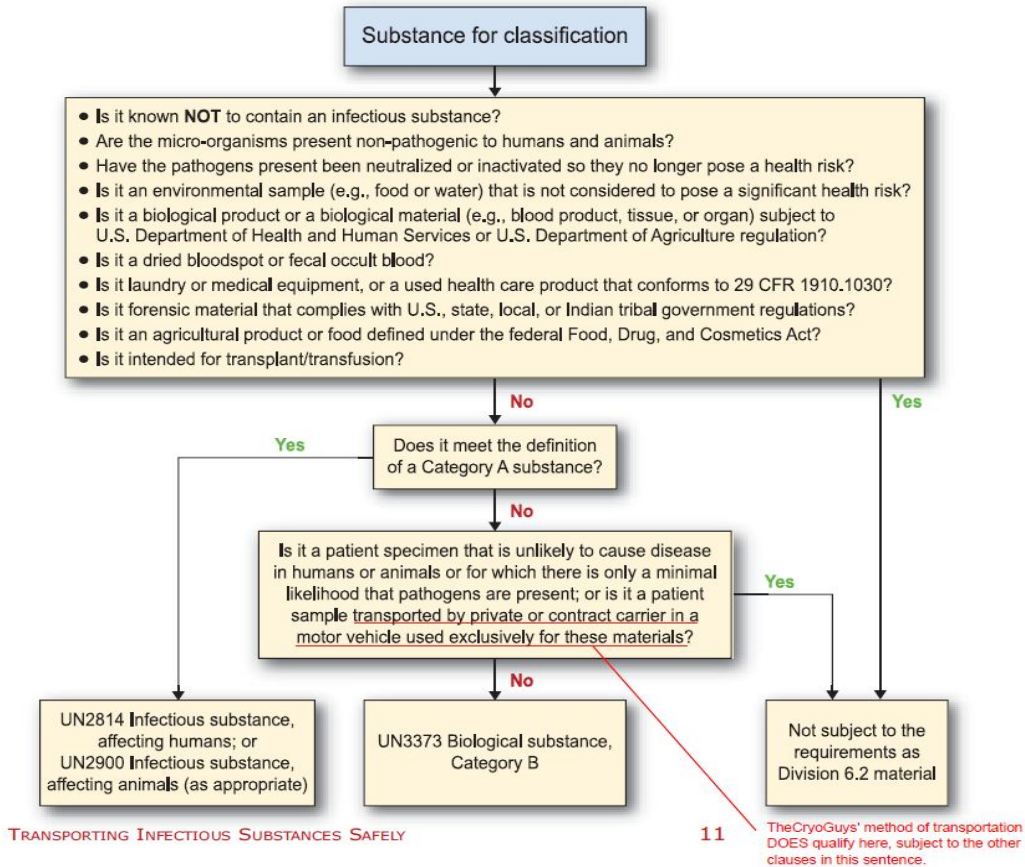 Substance for classification
• Is it known NOT to contain an infectious substance?
• Are the micro-organisms present non-pathogenic to humans and animals?
• Have the pathogens present been neutralized or inactivated so they no longer pose a health risk?
• Is it an environmental sample (e.g., food or water) that is not considered to pose a significant health risk?
• Is it a biological product or a biological material (e.g., blood product, tissue, or organ) subject to
U.S. Department of Health and Human Services or U.S. Department of Agriculture regulation?
• Is it a dried bloodspot or fecal occult blood?
• Is it laundry or medical equipment, or a used health care product that conforms to 29 CFR 1910.1030?
• Is it forensic material that complies with U.S., state, local, or Indian tribal government regulations?
• Is it an agricultural product or food defined under the federal Food, Drug, and Cosmetics Act?
• Is it intended for transplant/transfusion?
No
Yes
Yes
Does it meet the definition
of a Category A substance?
No
Is it a patient specimen that is unlikely to cause disease
in humans or animals or for which there is only a minimal
likelihood that pathogens are present; or is it a patient
sample transported by private or contract carrier in a
motor vehicle used exclusively for these materials?
Yes
No
UN2814 Infectious substance,
affecting humans; or
UN2900 Infectious substance,
affecting animals (as appropriate)
UN3373 Biological substance,
Category B
Not subject to the
requirements as
Division 6.2 material
TRANSPORTING INFECTIOUS SUBSTANCES SAFELY
11
TheCryoGuys' method of transportation
DOES qualify here, subject to the other
clauses in this sentence.